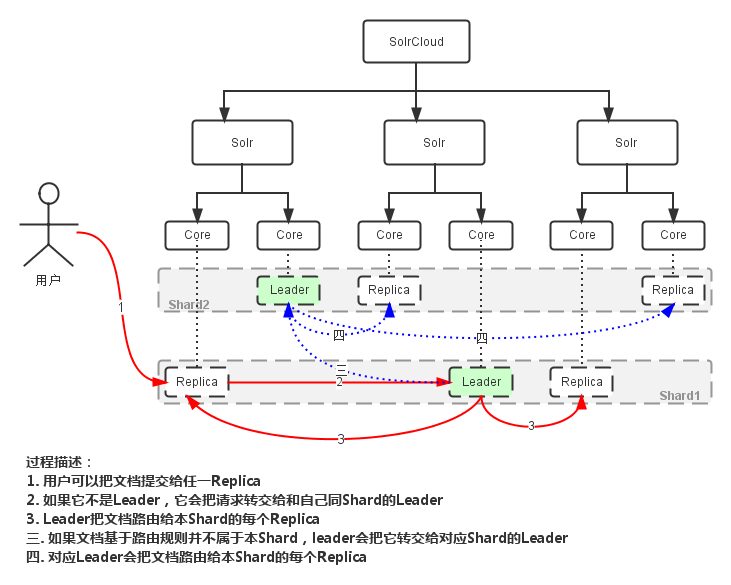 SolrCloud
Solr Solr Solr
Core Core Core Core Core Core
用户
Leader Replica Replica
Shard2
1
四 四
三
Replica 2 Leader Replica
Shard1
3 3
过程描述：
1. 用户可以把文档提交给任一Replica
2. 如果它不是Leader，它会把请求转交给和自己同Shard的Leader
3. Leader把文档路由给本Shard的每个Replica
三. 如果文档基于路由规则并不属于本Shard，leader会把它转交给对应Shard的Leader
四. 对应Leader会把文档路由给本Shard的每个Replica